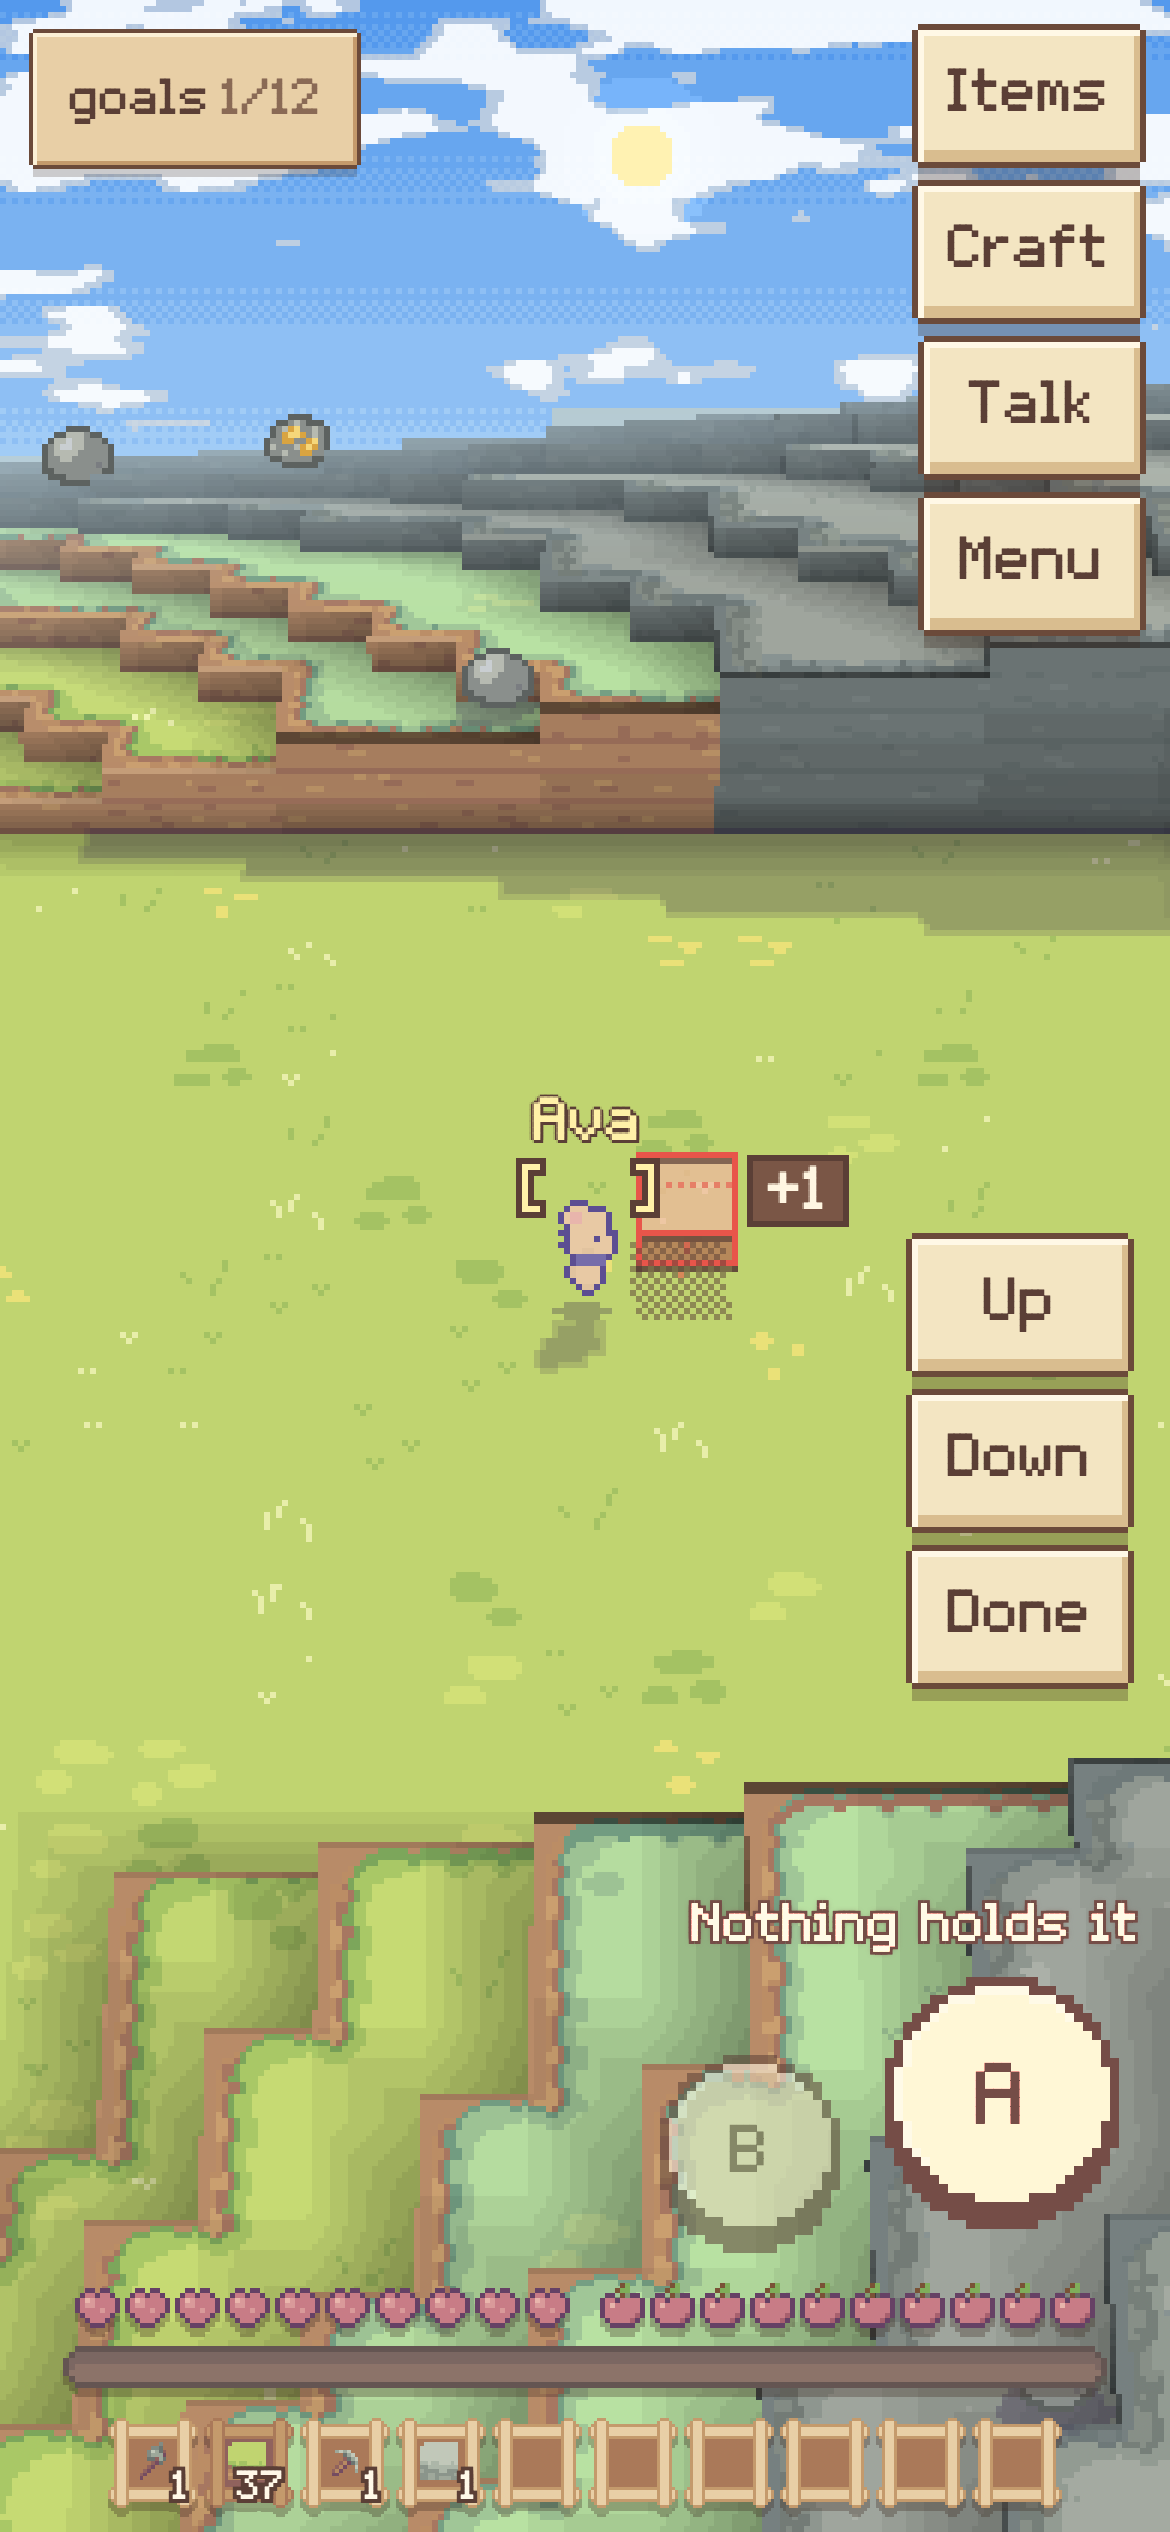 goals 1/12
Items
Craft
Talk
Menu
Ava
+1
Up
Down
Done
Nothing holds it
A
B
1
37
1
1